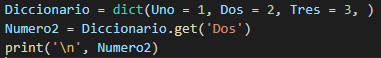 Diccionario = dict(Uno = 1, Dos = 2, Tres = 3, )
Numero2 = Diccionario.get('Dos')
print('\n', Numero2)